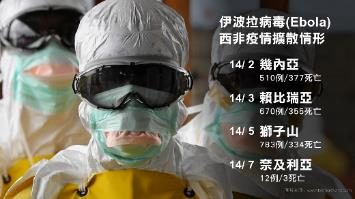 伊波拉病毒(Ebola)
西非疫情擴散情形
14/ 2 幾內亞
510例/377死亡
14/ 3 賴比瑞亞
670例/355死亡
14/ 5 獅子山
783例/334死亡
14/ 7 奈及利亞
12例/3死亡